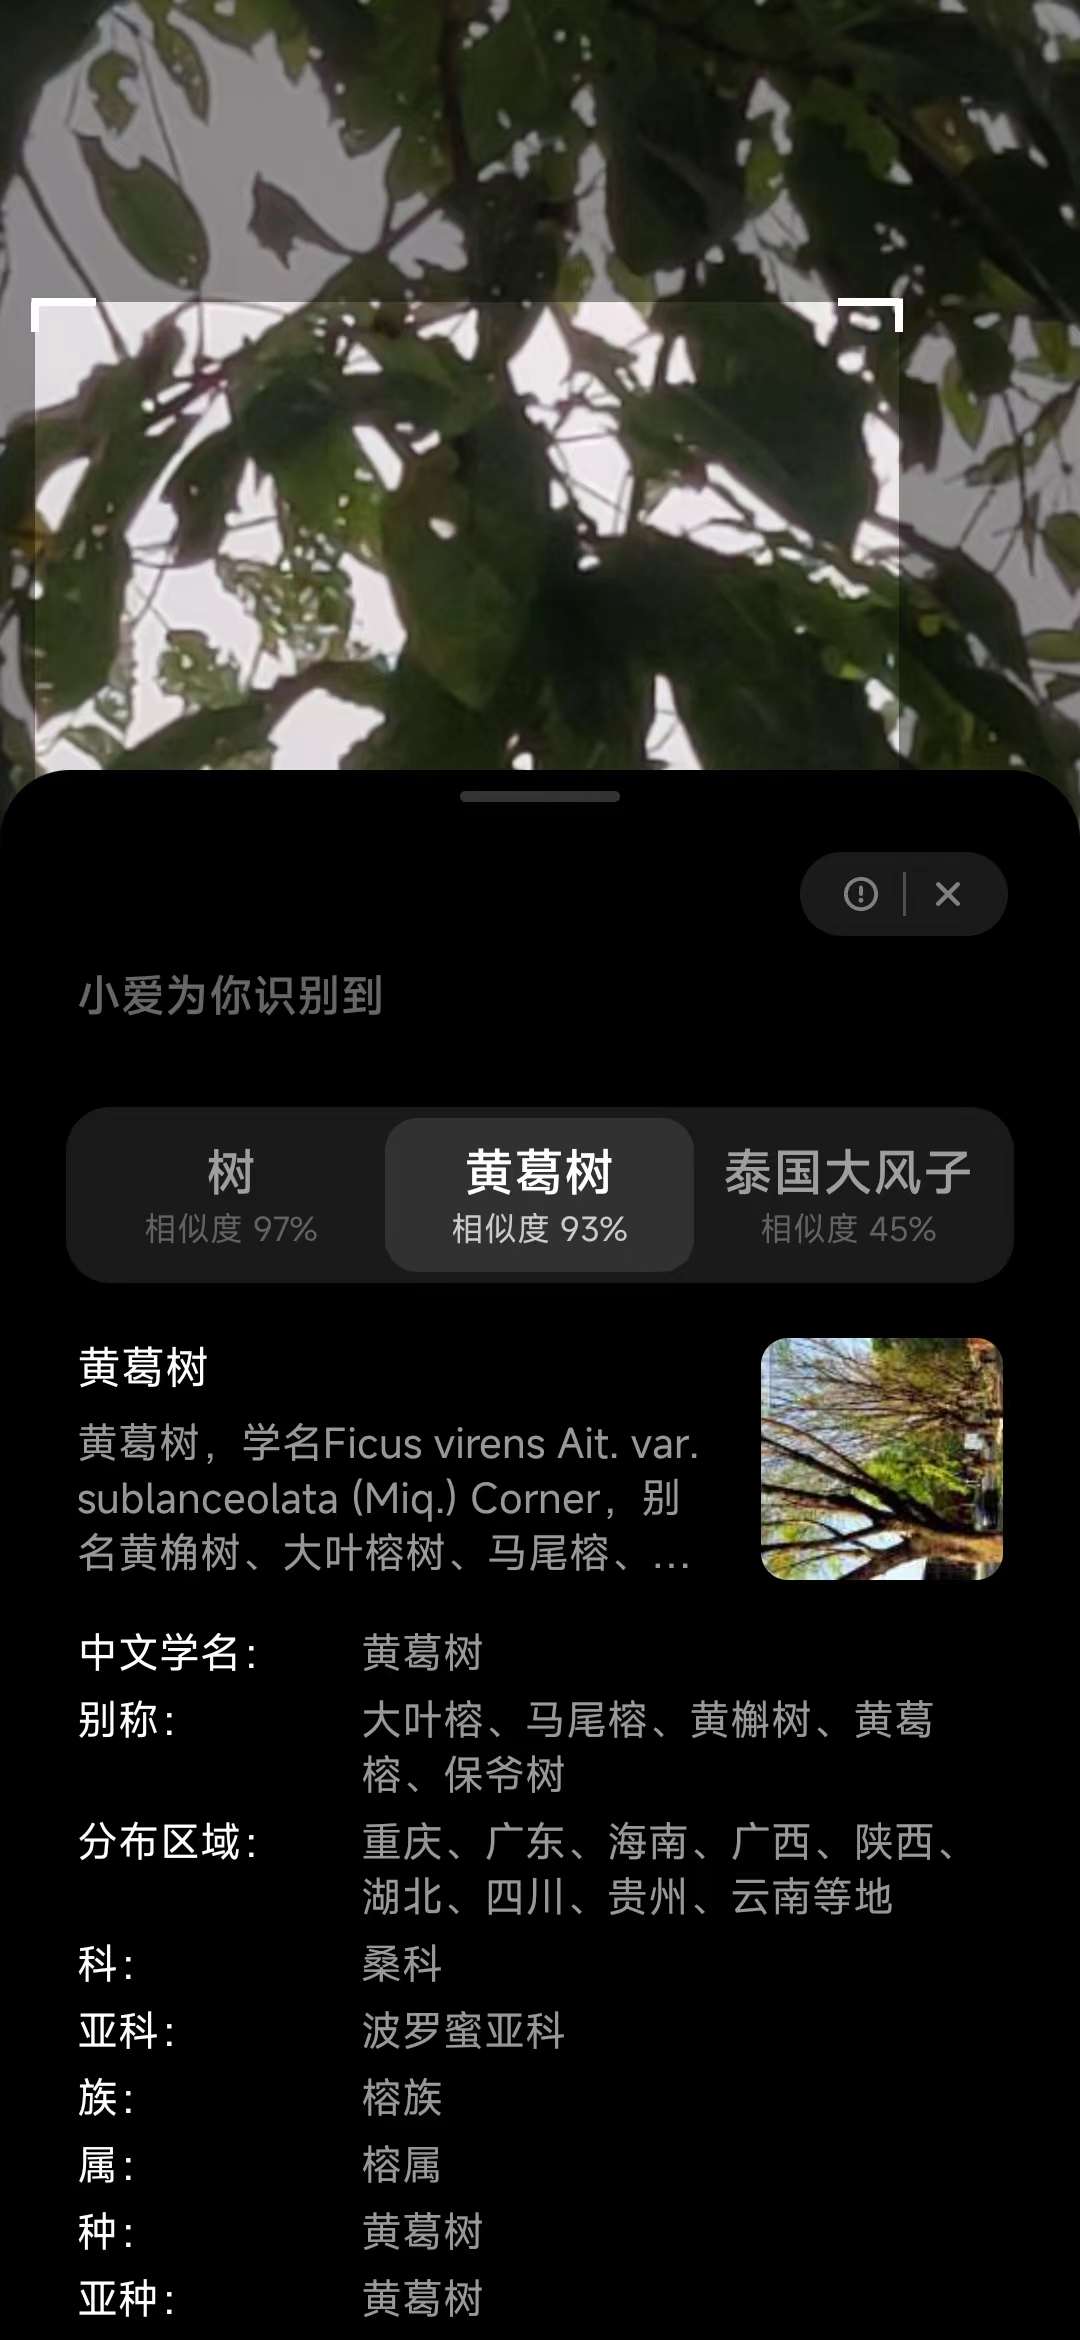 小爱为你识别到
树
相似度 97%
黄葛树
相似度 93%
泰国大风子
相似度 45%
黄葛树
黄葛树，学名Ficus virens Ait. var.
sublanceolata (Miq.) Corner，别
名黄桷树、大叶榕树、马尾榕、...
中文学名：
黄葛树
别称：
大叶榕、马尾榕、黄槲树、黄葛
榕、保爷树
分布区域：
重庆、广东、海南、广西、陕西、
湖北、四川、贵州、云南等地
科：
桑科
亚科：
波罗蜜亚科
族：
榕族
属：
榕属
种：
黄葛树
亚种：
黄葛树